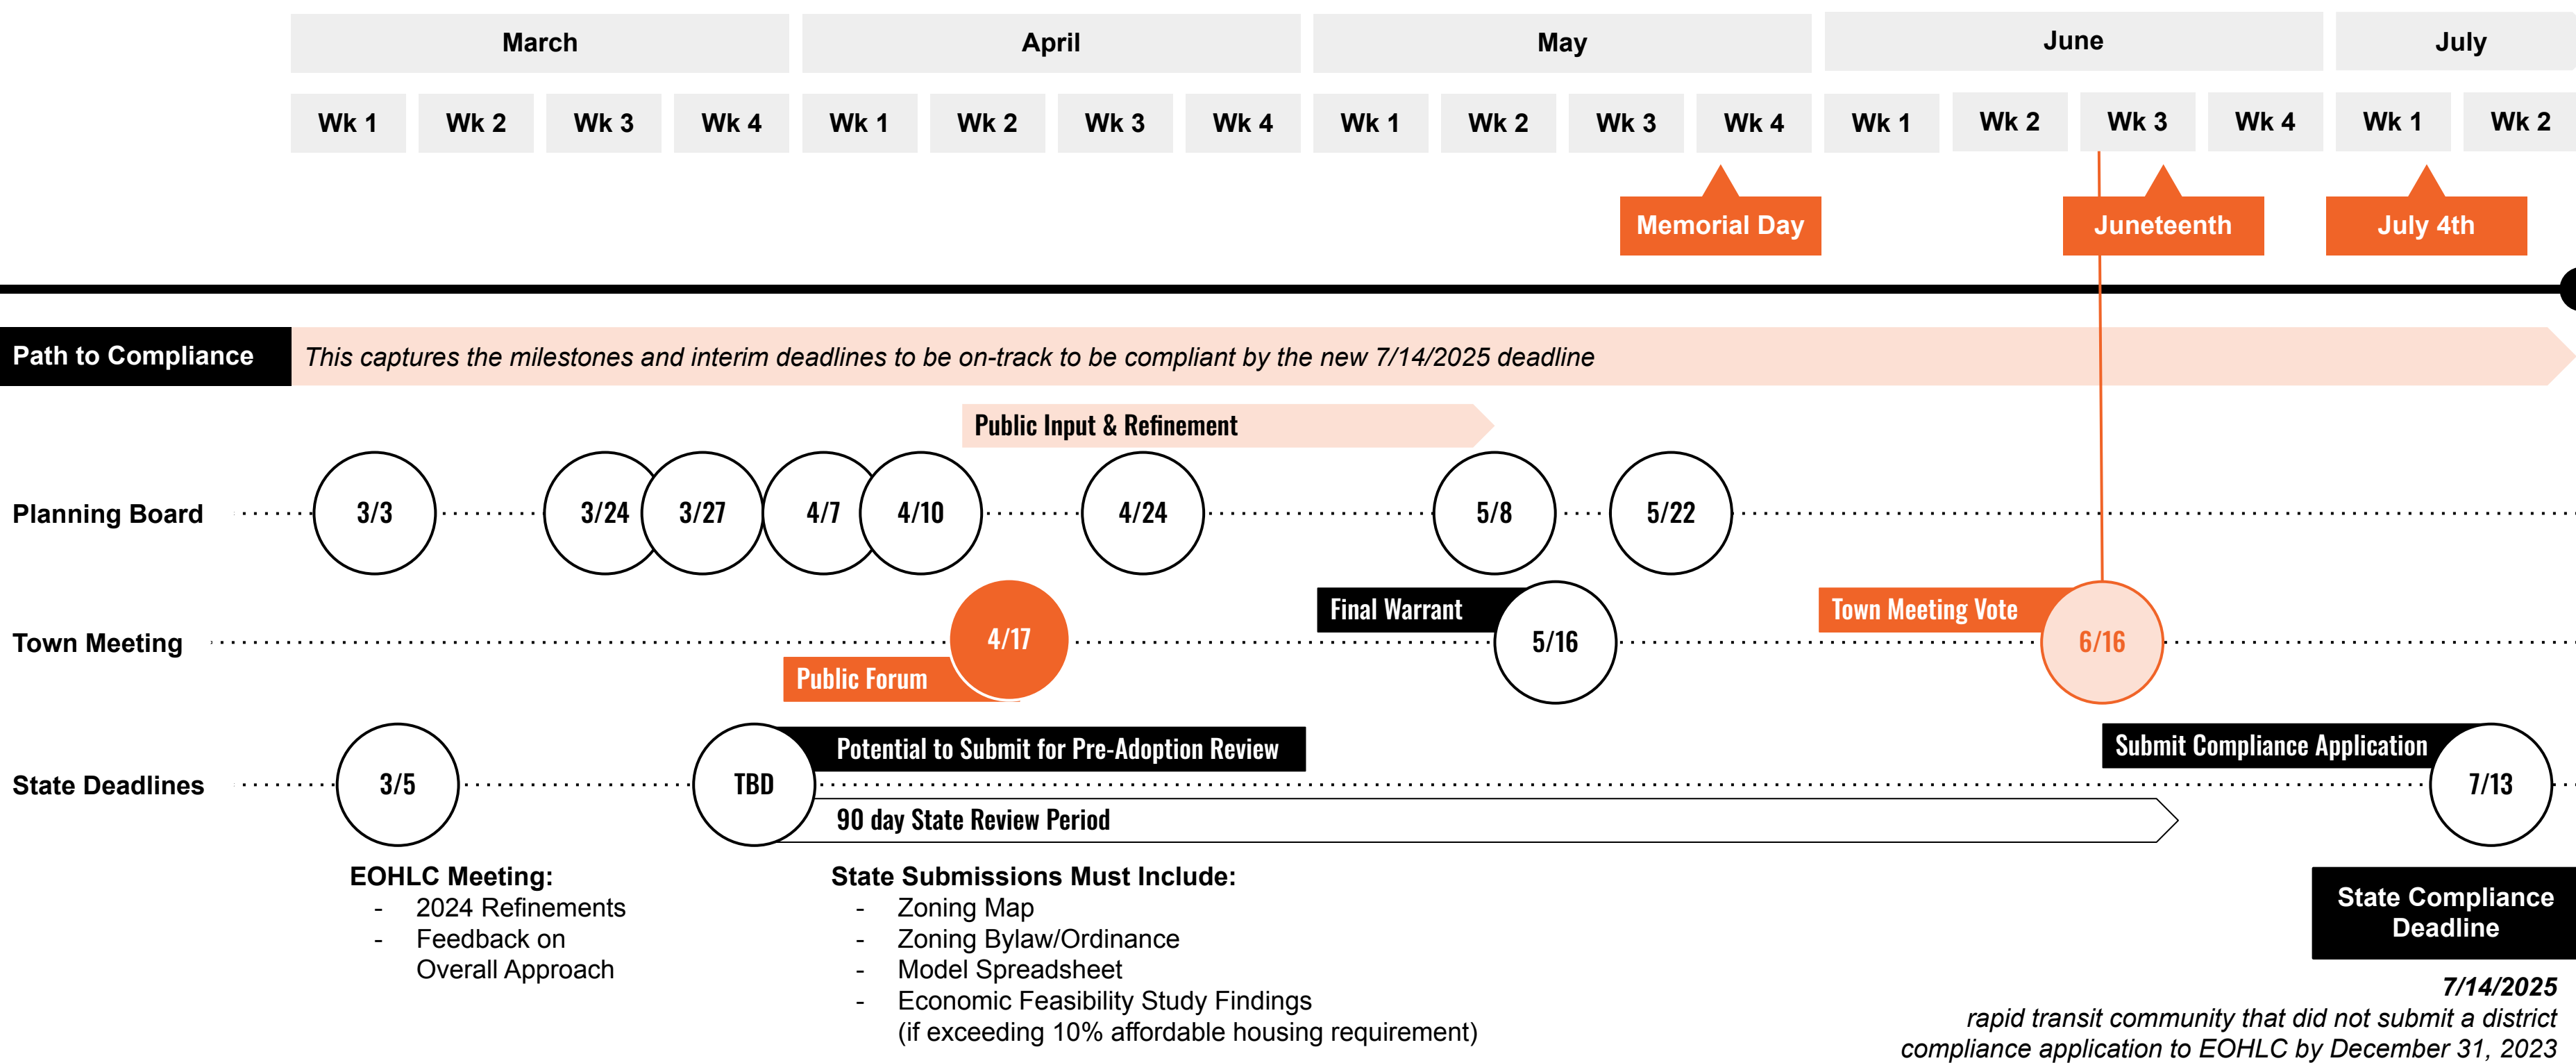 March April May June July
Wk 1 Wk 2 Wk 3 Wk 4 Wk 1 Wk 2 Wk 3 Wk 4 Wk 1 Wk 2 Wk 3 Wk 4 Wk 1 Wk 2 Wk 3 Wk 4 Wk 1 Wk 2
Memorial Day Juneteenth July 4th
Path to Compliance This captures the milestones and interim deadlines to be on-track to be compliant by the new 7/14/2025 deadline
Public Input & Refinement
Planning Board 3/3 3/24 3/27 4/7 4/10 4/24 5/8 5/22
Final Warrant Town Meeting Vote
Town Meeting 4/17 5/16 6/16
Public Forum
Potential to Submit for Pre-Adoption Review Submit Compliance Application
State Deadlines 3/5 TBD 7/13
90 day State Review Period
EOHLC Meeting:
- 2024 Refinements
- Feedback on
Overall Approach
State Submissions Must Include:
- Zoning Map
- Zoning Bylaw/Ordinance
- Model Spreadsheet
- Economic Feasibility Study Findings
(if exceeding 10% affordable housing requirement)
State Compliance
Deadline
7/14/2025
rapid transit community that did not submit a district
compliance application to EOHLC by December 31, 2023